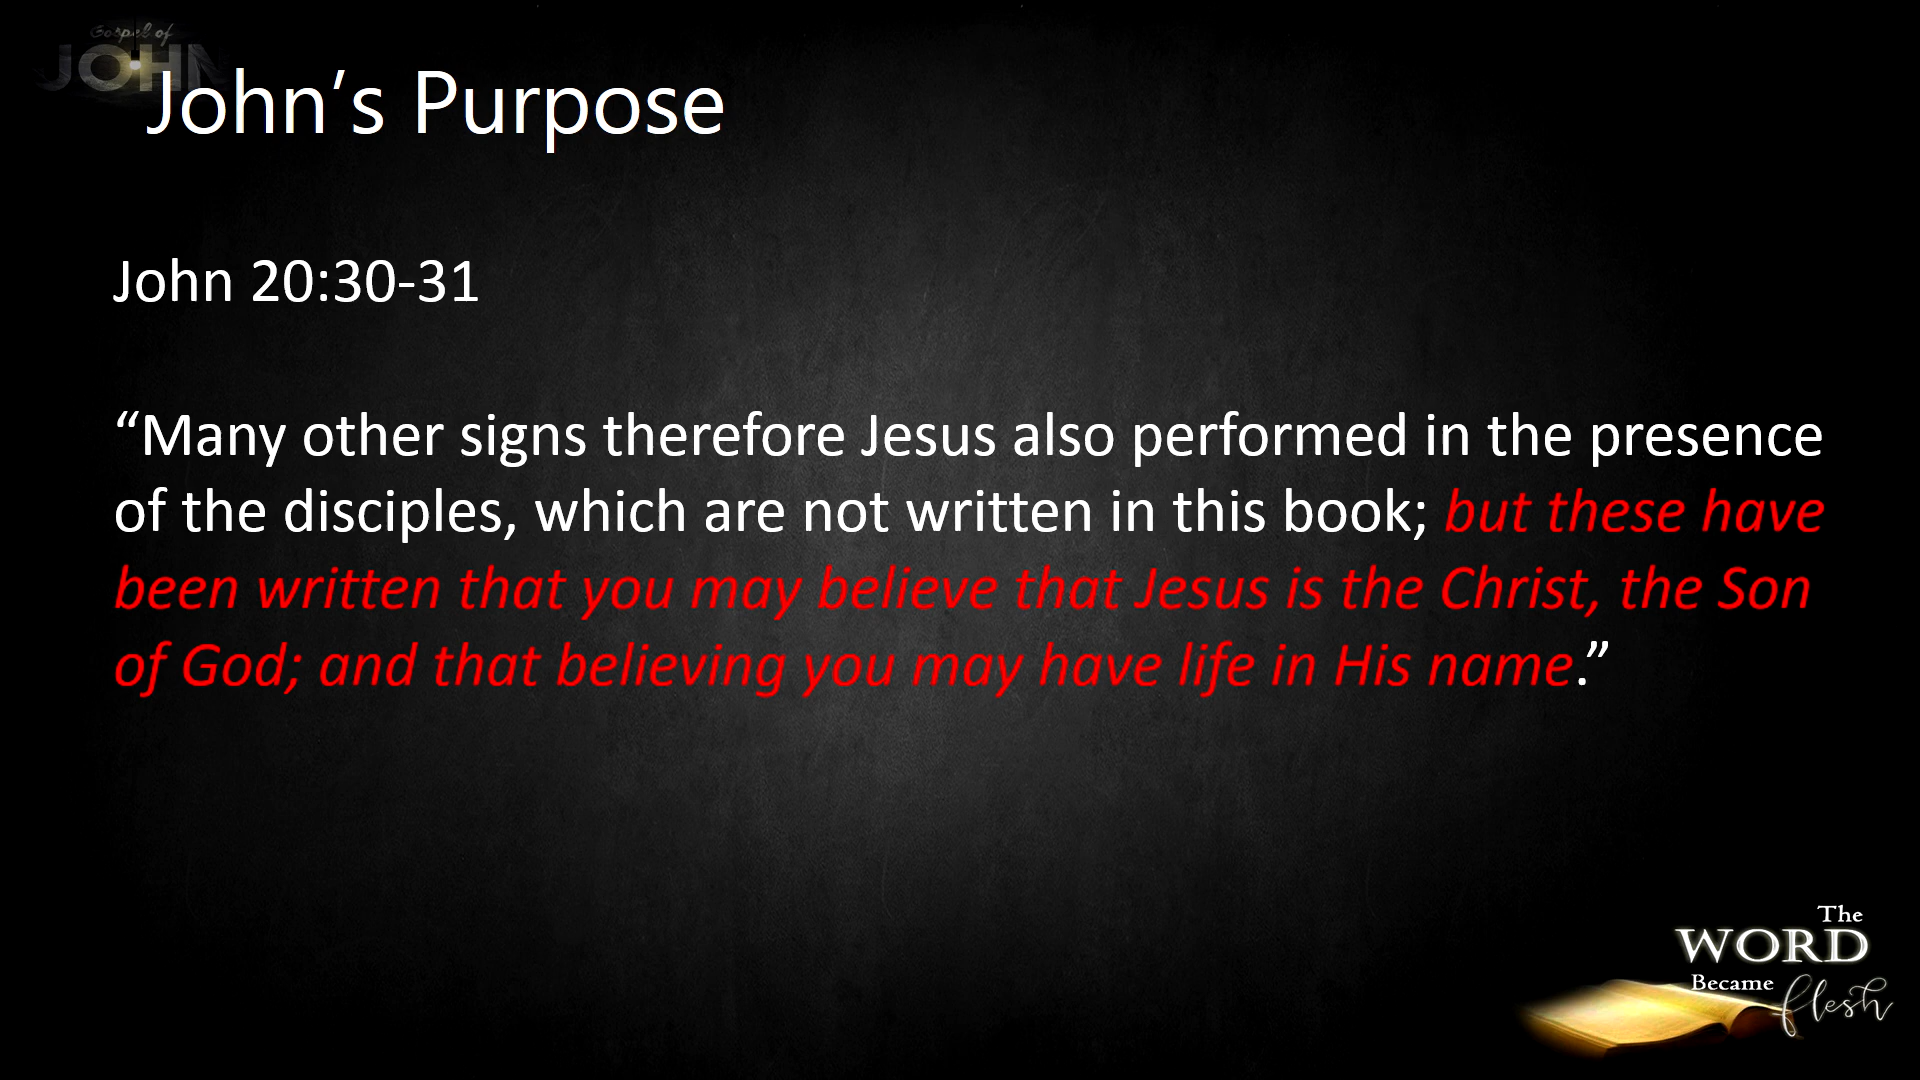 Gospel of
JOHN
John’s Purpose
John 20:30-31
“Many other signs therefore Jesus also performed in the presence
of the disciples, which are not written in this book; but these have
been written that you may believe that Jesus is the Christ, the Son
of God; and that believing you may have life in His name.”
The
WORD
Became flesh